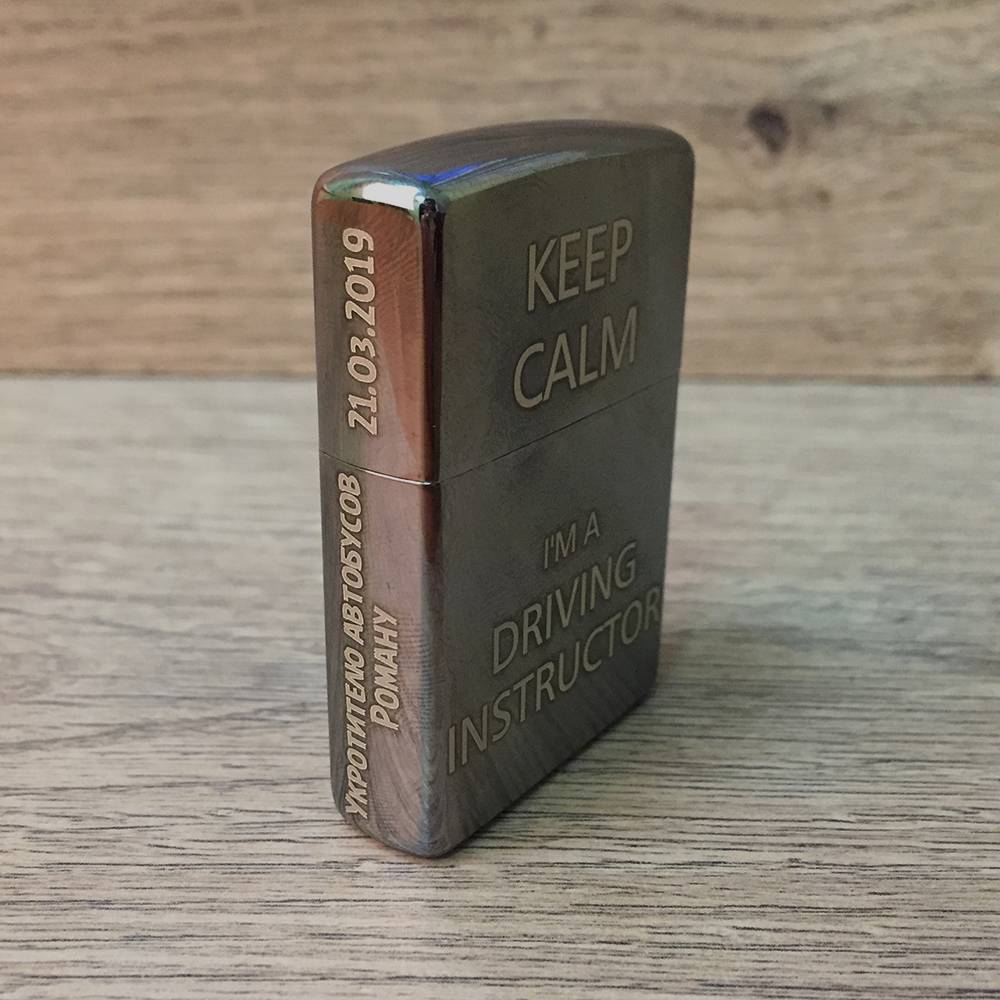 KEEP
CALM
I'M A
DRIVING
INSTRUCTOR
УКРОТИТЕЛЮ АВТОБУСОВ
РОМАНУ
21.03.2019